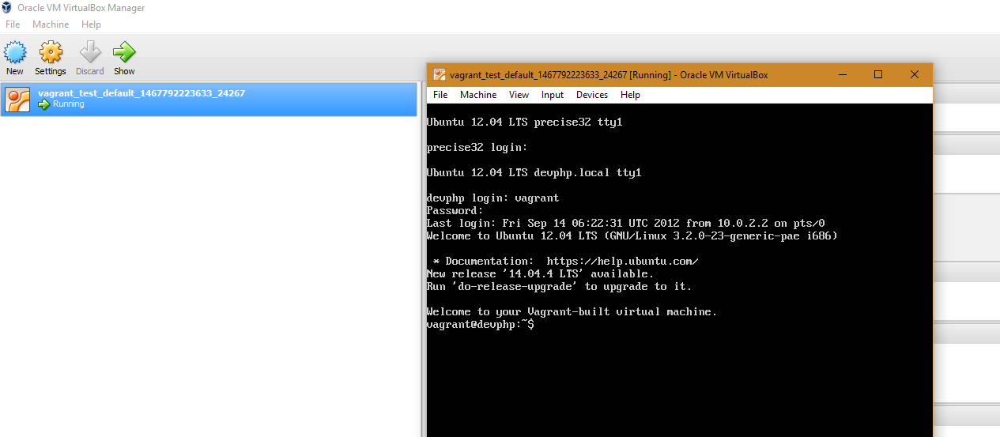 Oracle VM VirtualBox Manager
File Machine Help
New Settings Discard Show
vagrant_test_default_1467792223633_24267
Running
vagrant_test_default_1467792223633_24267 [Running] - Oracle VM VirtualBox
File Machine View Input Devices Help
Ubuntu 12.04 LTS precise32 tty1
precise32 login:
Ubuntu 12.04 LTS devphp.local tty1
devphp login: vagrant
Password:
Last login: Fri Sep 14 06:22:31 UTC 2012 from 10.0.2.2 on pts/0
Welcome to Ubuntu 12.04 LTS (GNU/Linux 3.2.0-23-generic-pae i686)
* Documentation:  https://help.ubuntu.com/
New release '14.04.4 LTS' available.
Run 'do-release-upgrade' to upgrade to it.
Welcome to your Vagrant-built virtual machine.
vagrant@devphp:~$